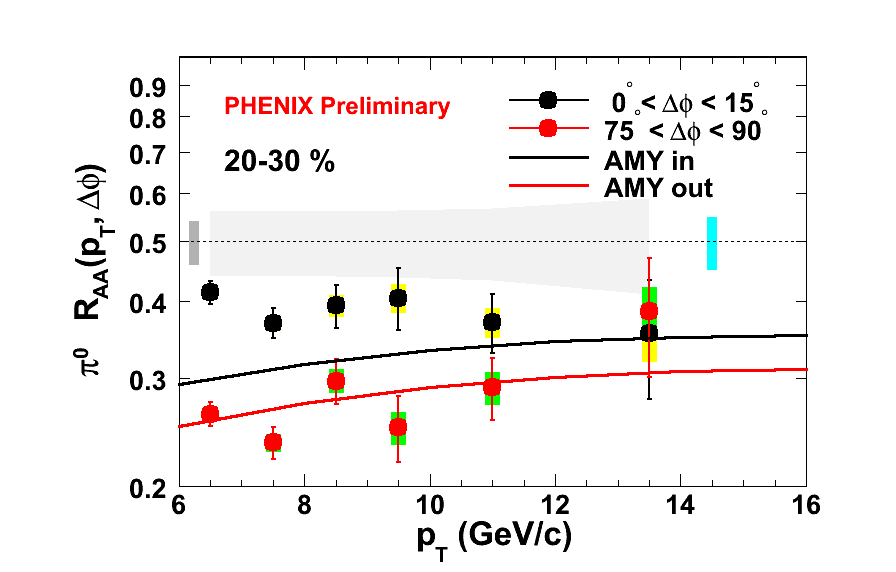 PHENIX Preliminary
20-30 %
0° < Δϕ < 15°
75° < Δϕ < 90°
AMY in
AMY out
π⁰ R_AA(p_T, Δϕ)
0.9
0.8
0.7
0.6
0.5
0.4
0.3
0.2
6 8 10 12 14 16
p_T (GeV/c)